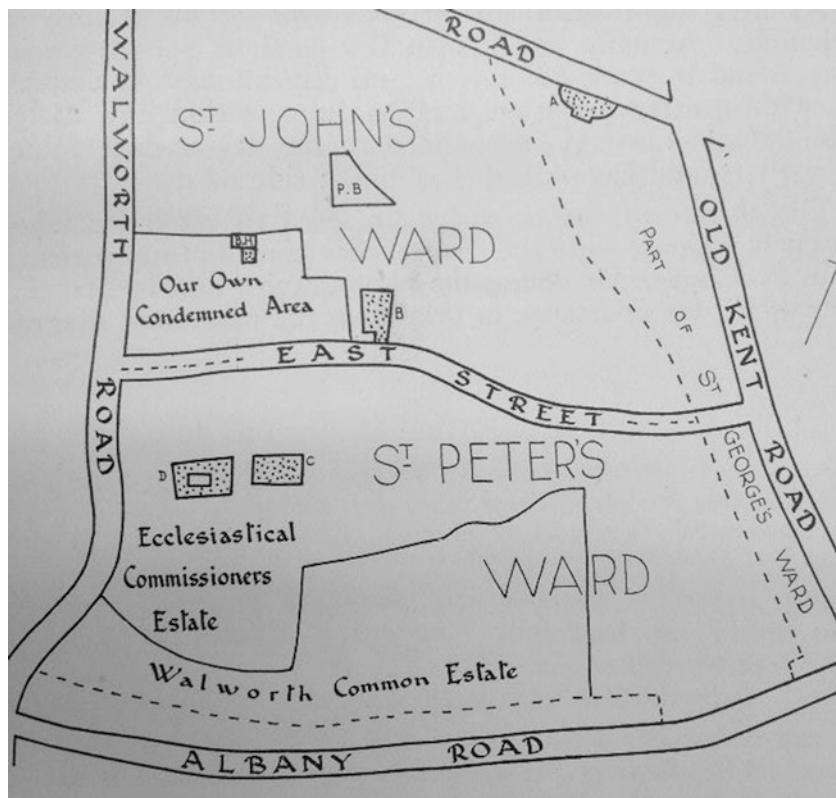 ROAD
WALWORTH
ST JOHN'S
A
P.B
WARD
B.H
OLD KENT
PART OF ST GEORGE'S WARD
Our Own
Condemned Area
B
EAST STREET
ROAD
ROAD
ST PETER'S
D
C
Ecclesiastical
Commissioners
Estate
WARD
Walworth Common Estate
ALBANY ROAD